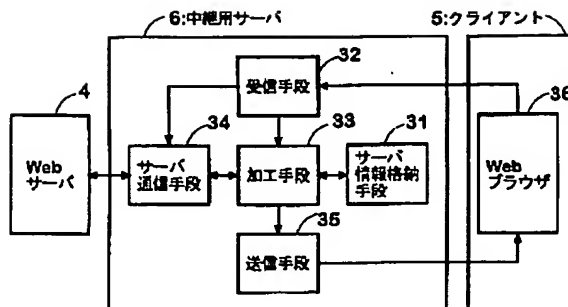 6:中継用サーバ
5:クライアント
32
受信手段
4
Web
サーバ
34
サーバ
通信手段
33
加工手段
31
サーバ
情報格納
手段
36
Web
ブラウザ
35
送信手段